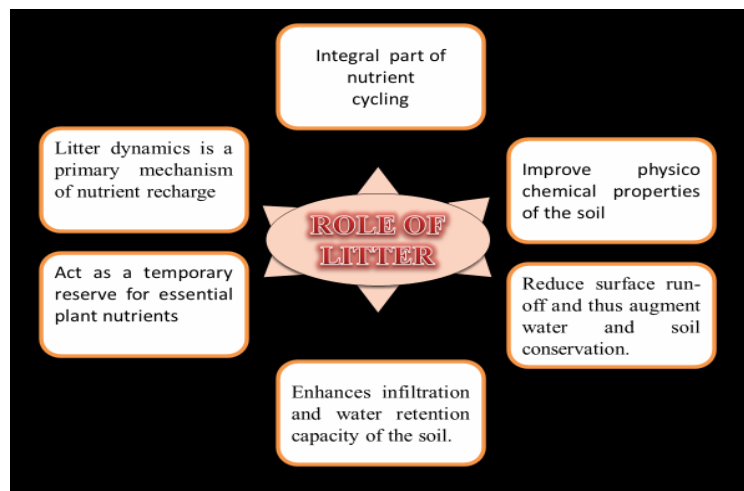 Integral part of
nutrient
cycling
Litter dynamics is a
primary mechanism
of nutrient recharge
Improve physico
chemical properties
of the soil
ROLE OF
LITTER
Act as a temporary
reserve for essential
plant nutrients
Reduce surface run-
off and thus augment
water and soil
conservation.
Enhances infiltration
and water retention
capacity of the soil.